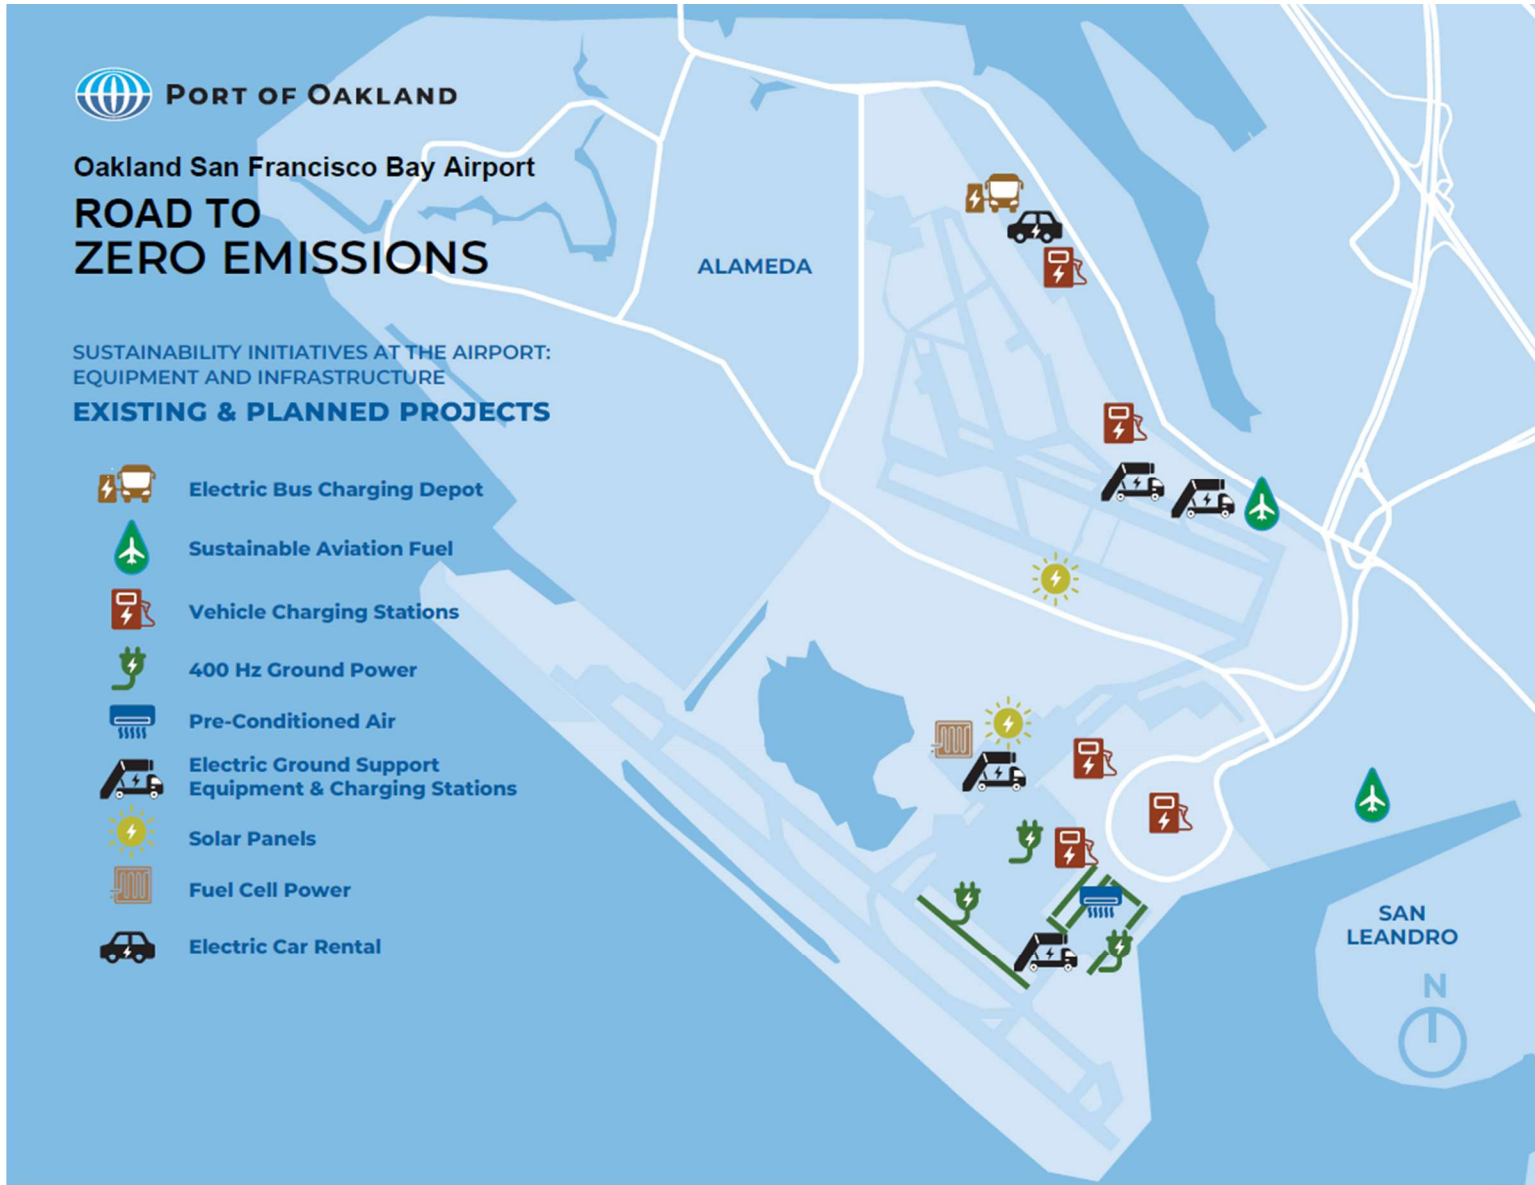 PORT OF OAKLAND
Oakland San Francisco Bay Airport
ROAD TO
ZERO EMISSIONS
SUSTAINABILITY INITIATIVES AT THE AIRPORT:
EQUIPMENT AND INFRASTRUCTURE
EXISTING & PLANNED PROJECTS
Electric Bus Charging Depot
Sustainable Aviation Fuel
Vehicle Charging Stations
400 Hz Ground Power
Pre-Conditioned Air
Electric Ground Support
Equipment & Charging Stations
Solar Panels
Fuel Cell Power
Electric Car Rental
ALAMEDA
SAN
LEANDRO
N